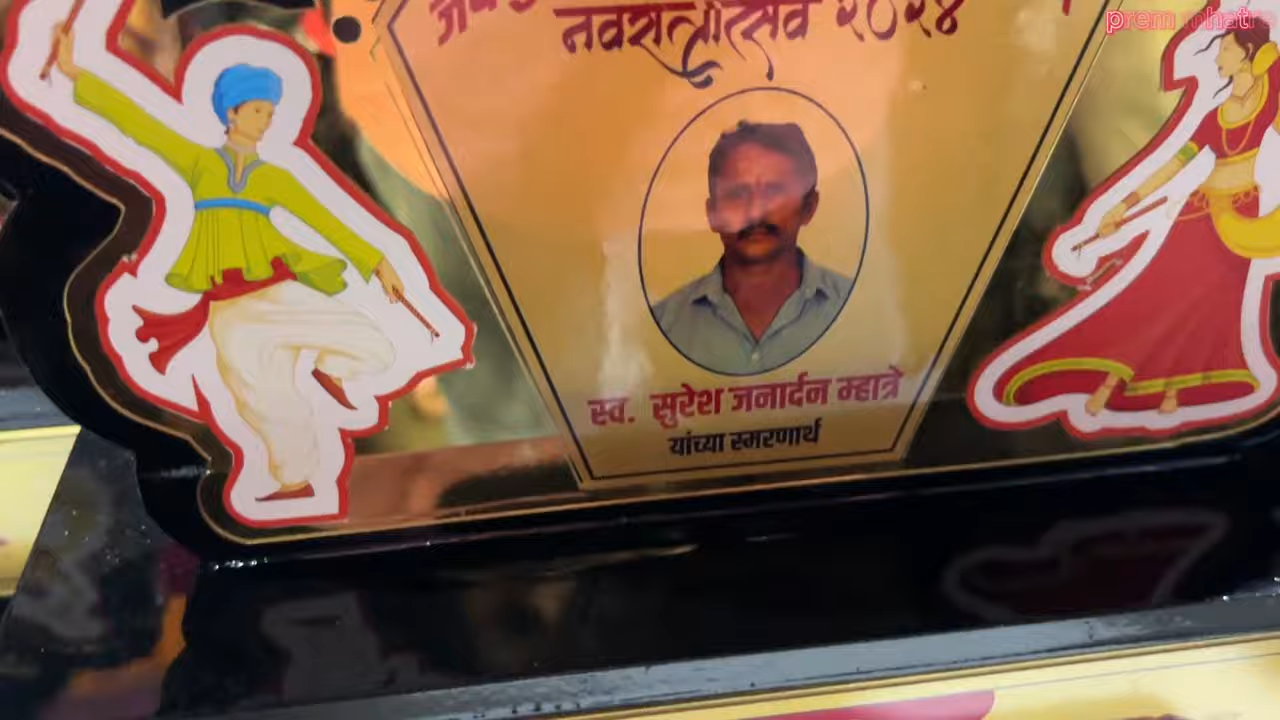 prem mhatre
नवरात्रोत्सव २०२४
स्व. सुरेश जनार्दन म्हात्रे
यांच्या स्मरणार्थ